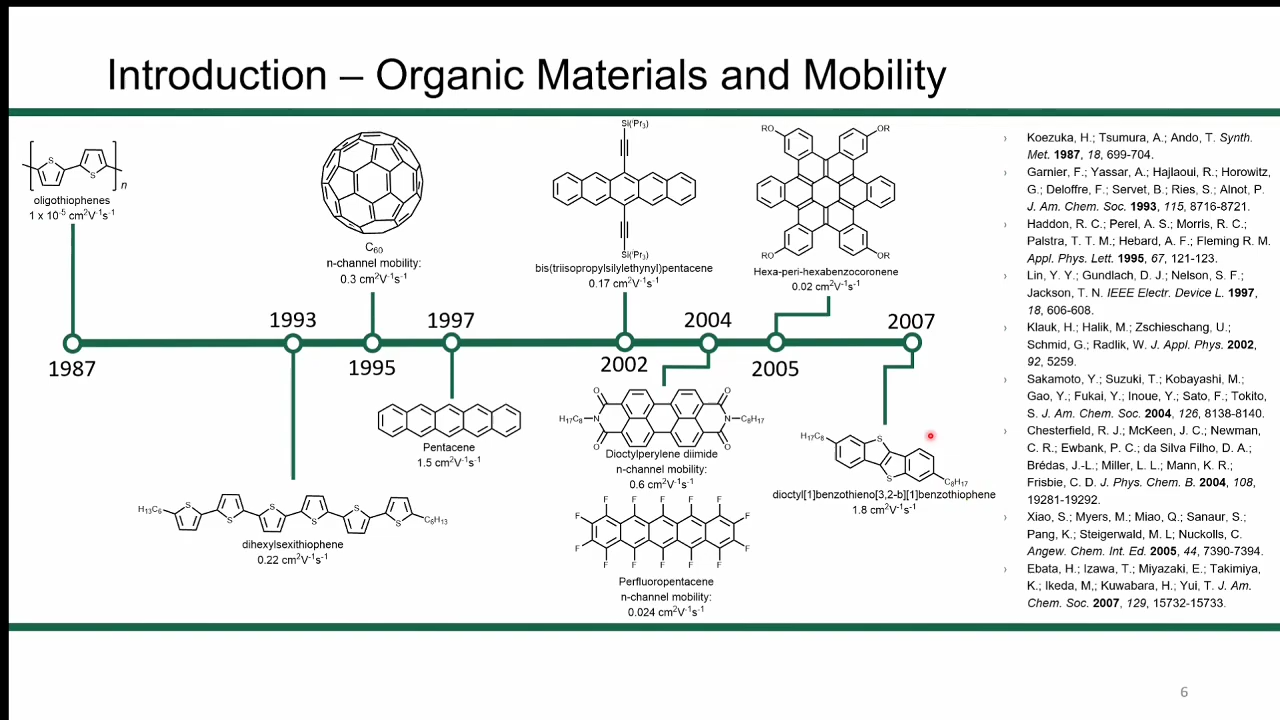 Introduction – Organic Materials and Mobility
S
S
n
oligothiophenes
1 x 10⁻⁵ cm²V⁻¹s⁻¹
C₆₀
n-channel mobility:
0.3 cm²V⁻¹s⁻¹
Si(ⁱPr₃)
Si(ⁱPr₃)
bis(triisopropylsilylethynyl)pentacene
0.17 cm²V⁻¹s⁻¹
RO
OR
RO
OR
Hexa-peri-hexabenzocoronene
0.02 cm²V⁻¹s⁻¹
1987
1993
1995
1997
2002
2004
2005
2007
H₁₃C₆
S
S
S
S
S
S
C₆H₁₃
dihexylsexithiophene
0.22 cm²V⁻¹s⁻¹
Pentacene
1.5 cm²V⁻¹s⁻¹
O
O
H₁₇C₈
N
N
C₈H₁₇
O
O
Dioctylperylene diimide
n-channel mobility:
0.6 cm²V⁻¹s⁻¹
F F F F F
F
F
F
F
F F F F F
Perfluoropentacene
n-channel mobility:
0.024 cm²V⁻¹s⁻¹
H₁₇C₈
S
S
C₈H₁₇
dioctyl[1]benzothieno[3,2-b][1]benzothiophene
1.8 cm²V⁻¹s⁻¹
› Koezuka, H.; Tsumura, A.; Ando, T. Synth.
Met. 1987, 18, 699-704.
› Garnier, F.; Yassar, A.; Hajlaoui, R.; Horowitz,
G.; Deloffre, F.; Servet, B.; Ries, S.; Alnot, P.
J. Am. Chem. Soc. 1993, 115, 8716-8721.
› Haddon, R. C.; Perel, A. S.; Morris, R. C.;
Palstra, T. T. M.; Hebard, A. F.; Fleming R. M.
Appl. Phys. Lett. 1995, 67, 121-123.
› Lin, Y. Y.; Gundlach, D. J.; Nelson, S. F.;
Jackson, T. N. IEEE Electr. Device L. 1997,
18, 606-608.
› Klauk, H.; Halik, M.; Zschieschang, U.;
Schmid, G.; Radlik, W. J. Appl. Phys. 2002,
92, 5259.
› Sakamoto, Y.; Suzuki, T.; Kobayashi, M.;
Gao, Y.; Fukai, Y.; Inoue, Y.; Sato, F.; Tokito,
S. J. Am. Chem. Soc. 2004, 126, 8138-8140.
› Chesterfield, R. J.; McKeen, J. C.; Newman,
C. R.; Ewbank, P. C.; da Silva Filho, D. A.;
Brédas, J.-L.; Miller, L. L.; Mann, K. R.;
Frisbie, C. D. J. Phys. Chem. B. 2004, 108,
19281-19292.
› Xiao, S.; Myers, M.; Miao, Q.; Sanaur, S.;
Pang, K.; Steigerwald, M. L; Nuckolls, C.
Angew. Chem. Int. Ed. 2005, 44, 7390-7394.
› Ebata, H.; Izawa, T.; Miyazaki, E.; Takimiya,
K.; Ikeda, M,; Kuwabara, H.; Yui, T. J. Am.
Chem. Soc. 2007, 129, 15732-15733.
6